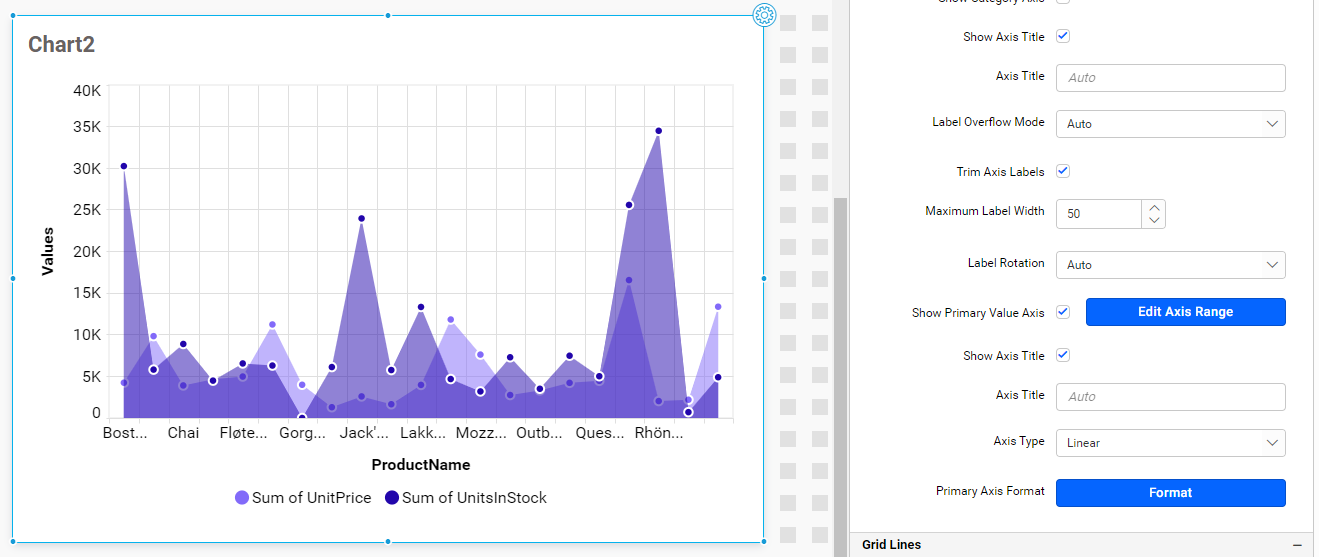 Chart2
40K
35K
30K
25K
20K
15K
10K
5K
0
Values
Bost... Chai Fløte... Gorg... Jack'... Lakk... Mozz... Outb... Ques... Rhön...
ProductName
Sum of UnitPrice Sum of UnitsInStock
Show Category Axis
Show Axis Title
Axis Title Auto
Label Overflow Mode Auto
Trim Axis Labels
Maximum Label Width 50
Label Rotation Auto
Show Primary Value Axis Edit Axis Range
Show Axis Title
Axis Title Auto
Axis Type Linear
Primary Axis Format Format
Grid Lines